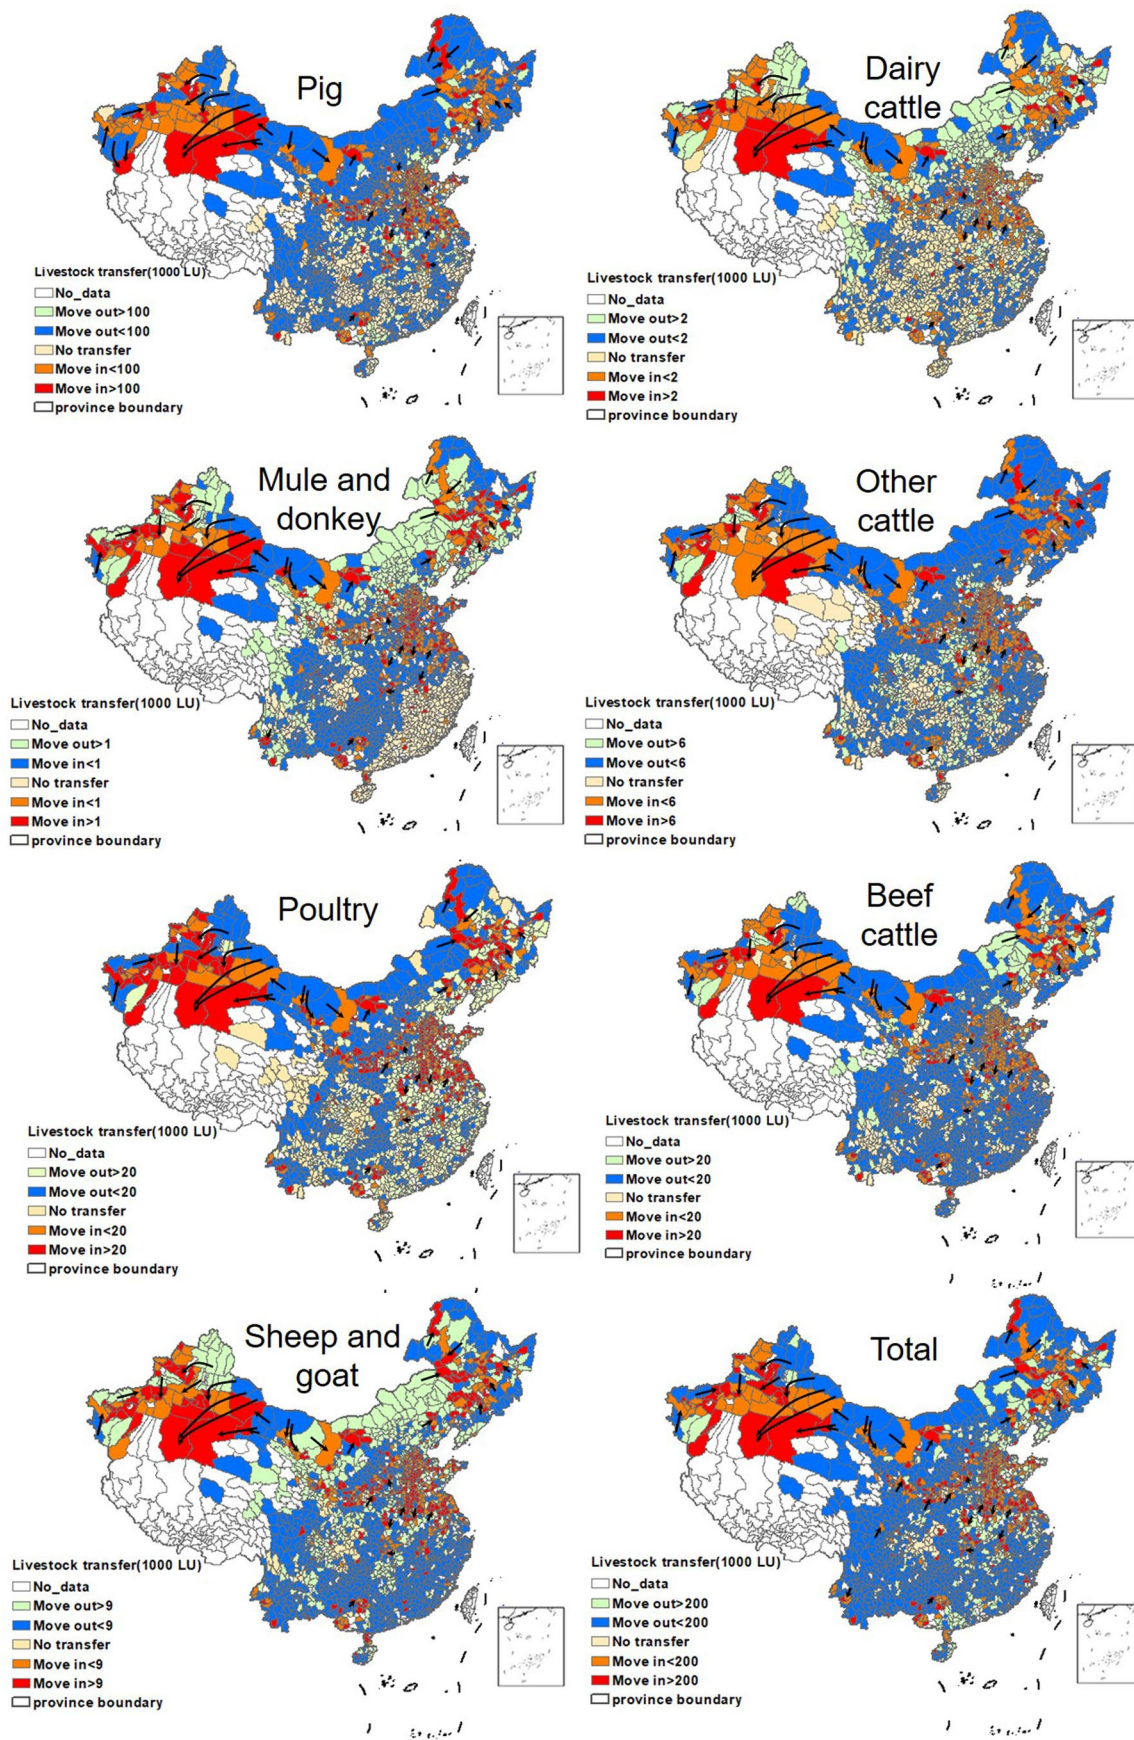 Pig
Livestock transfer(1000 LU)
No_data
Move out>100
Move out<100
No transfer
Move in<100
Move in>100
province boundary
Dairy
cattle
Livestock transfer(1000 LU)
No_data
Move out>2
Move out<2
No transfer
Move in<2
Move in>2
province boundary
Mule and
donkey
Livestock transfer(1000 LU)
No_data
Move out>1
Move in<1
No transfer
Move in<1
Move in>1
province boundary
Other
cattle
Livestock transfer(1000 LU)
No_data
Move out>6
Move out<6
No transfer
Move in<6
Move in>6
province boundary
Poultry
Livestock transfer(1000 LU)
No_data
Move out>20
Move out<20
No transfer
Move in<20
Move in>20
province boundary
Beef
cattle
Livestock transfer(1000 LU)
No_data
Move out>20
Move out<20
No transfer
Move in<20
Move in>20
province boundary
Sheep and
goat
Livestock transfer(1000 LU)
No_data
Move out>9
Move out<9
No transfer
Move in<9
Move in>9
province boundary
Total
Livestock transfer(1000 LU)
No_data
Move out>200
Move out<200
No transfer
Move in<200
Move in>200
province boundary